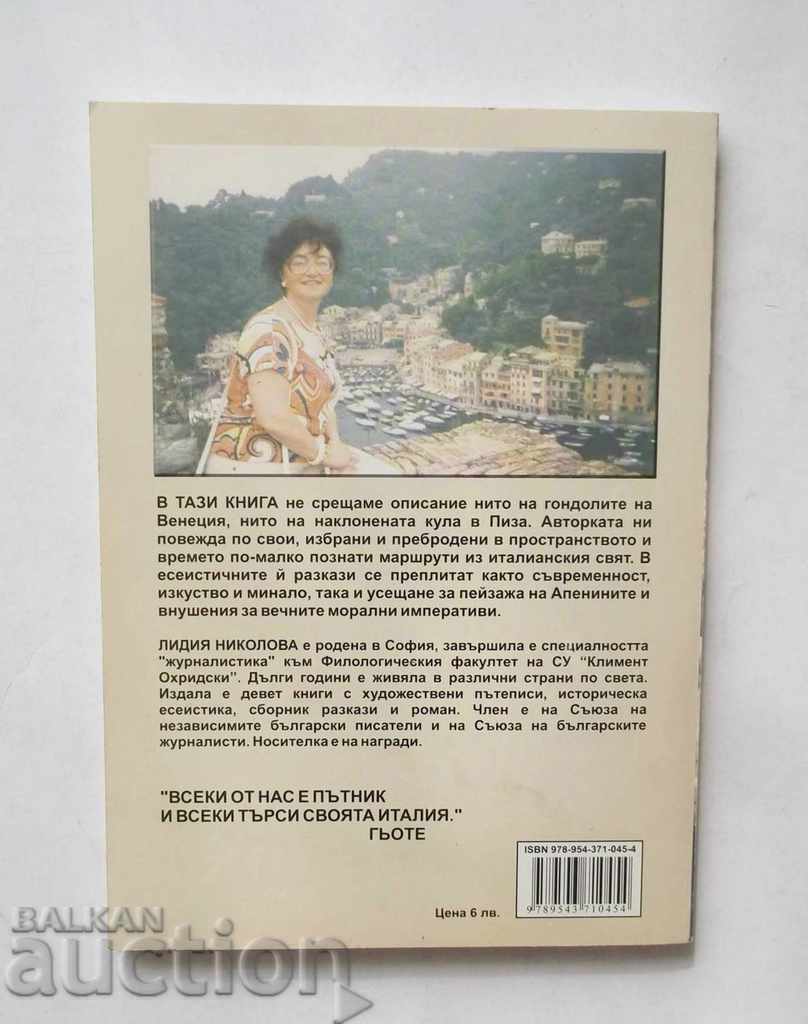 В ТАЗИ КНИГА не срещаме описание нито на гондолите на
Венеция, нито на наклонената кула в Пиза. Авторката ни
повежда по свои, избрани и пребродени в пространството и
времето по-малко познати маршрути из италианския свят. В
есеистичните й разкази се преплитат както съвременност,
изкуство и минало, така и усещане за пейзажа на Апенините и
внушения за вечните морални императиви.
ЛИДИЯ НИКОЛОВА е родена в София, завършила е специалността
"журналистика" към Филологическия факултет на СУ “Климент
Охридски”. Дълги години е живяла в различни страни по света.
Издала е девет книги с художествени пътеписи, историческа
есеистика, сборник разкази и роман. Член е на Съюза на
независимите български писатели и на Съюза на българските
журналисти. Носителка е на награди.
"ВСЕКИ ОТ НАС Е ПЪТНИК
И ВСЕКИ ТЪРСИ СВОЯТА ИТАЛИЯ."
ГЬОТЕ
ISBN 978-954-371-045-4
9 789543 710454
Цена 6 лв.
BALKAN
auction